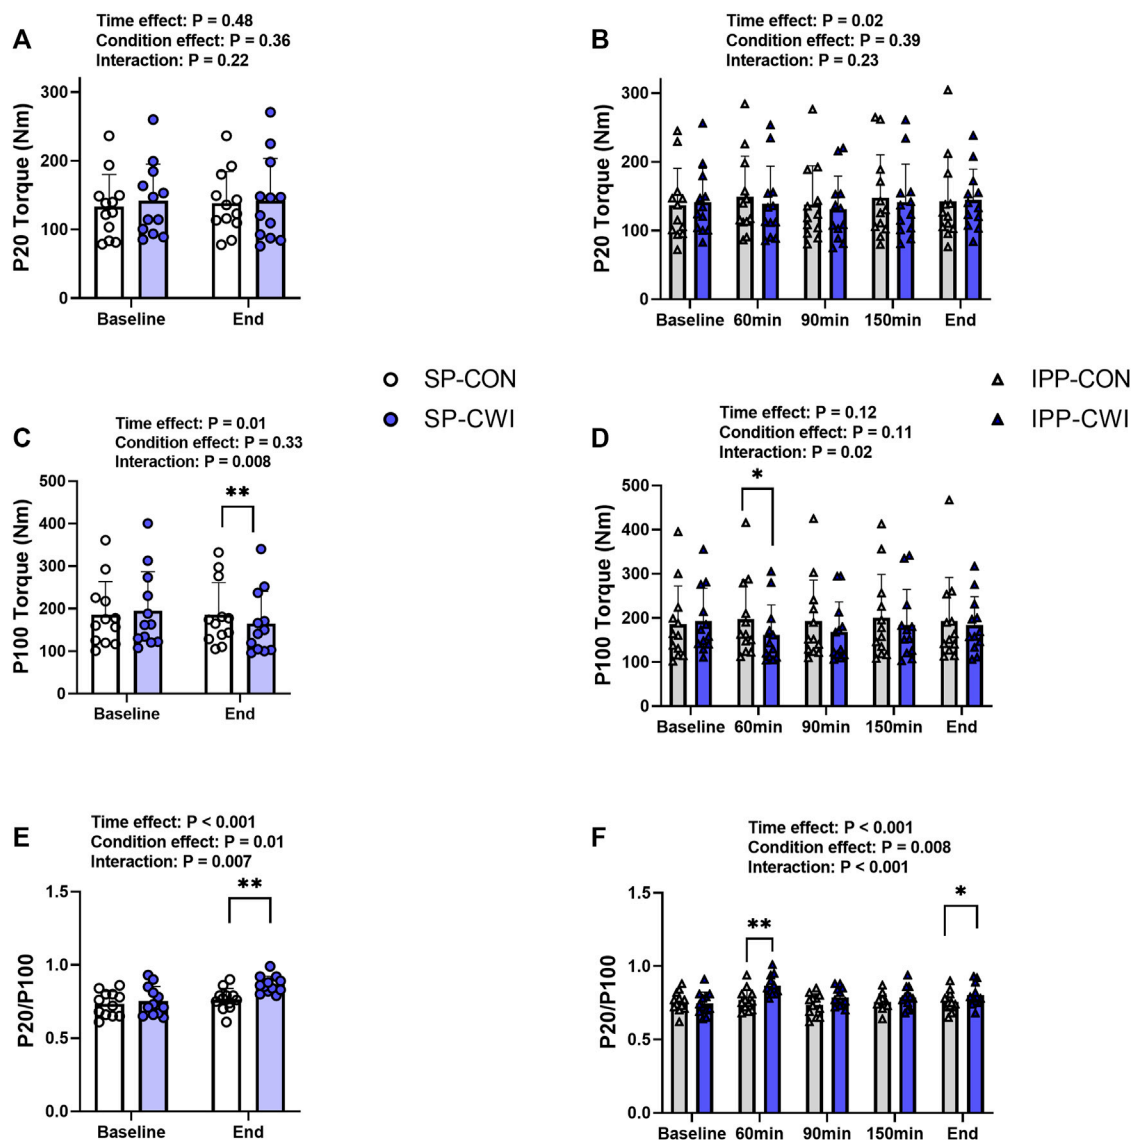 A
Time effect: P = 0.48
Condition effect: P = 0.36
Interaction: P = 0.22
P20 Torque (Nm)
300
200
100
0
Baseline End
B
Time effect: P = 0.02
Condition effect: P = 0.39
Interaction: P = 0.23
P20 Torque (Nm)
300
200
100
0
Baseline 60min 90min 150min End
SP-CON
SP-CWI
IPP-CON
IPP-CWI
C
Time effect: P = 0.01
Condition effect: P = 0.33
Interaction: P = 0.008
**
P100 Torque (Nm)
500
400
300
200
100
0
Baseline End
D
Time effect: P = 0.12
Condition effect: P = 0.11
Interaction: P = 0.02
*
P100 Torque (Nm)
500
400
300
200
100
0
Baseline 60min 90min 150min End
E
Time effect: P < 0.001
Condition effect: P = 0.01
Interaction: P = 0.007
**
P20/P100
1.5
1.0
0.5
0.0
Baseline End
F
Time effect: P < 0.001
Condition effect: P = 0.008
Interaction: P < 0.001
**
*
P20/P100
1.5
1.0
0.5
0.0
Baseline 60min 90min 150min End